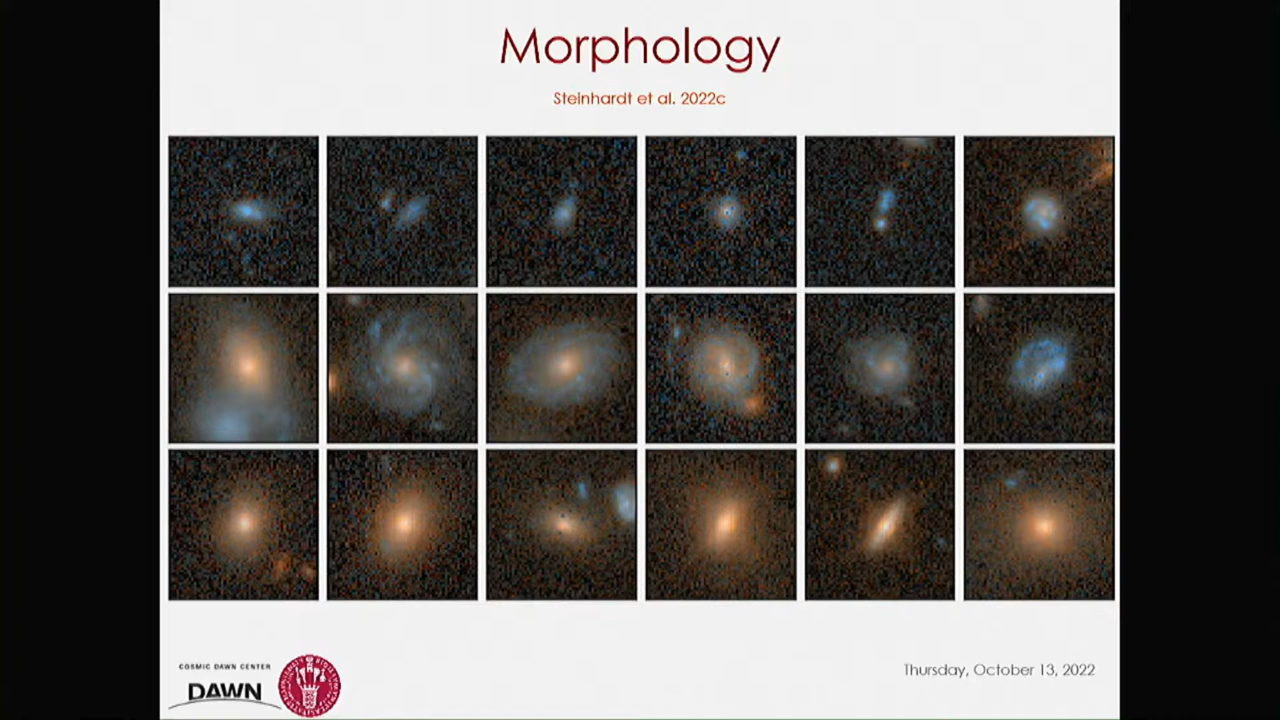 Morphology
Steinhardt et al. 2022c
COSMIC DAWN CENTER
DAWN
Thursday, October 13, 2022